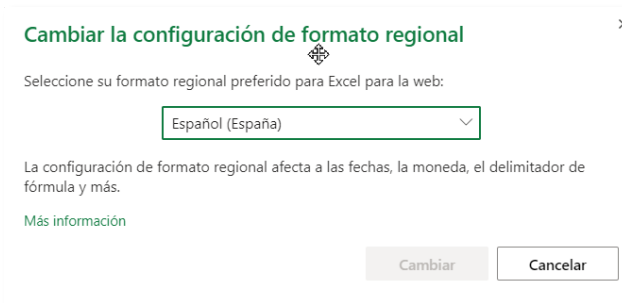 Cambiar la configuración de formato regional
Seleccione su formato regional preferido para Excel para la web:
Español (España)
La configuración de formato regional afecta a las fechas, la moneda, el delimitador de
fórmula y más.
Más información
Cambiar
Cancelar